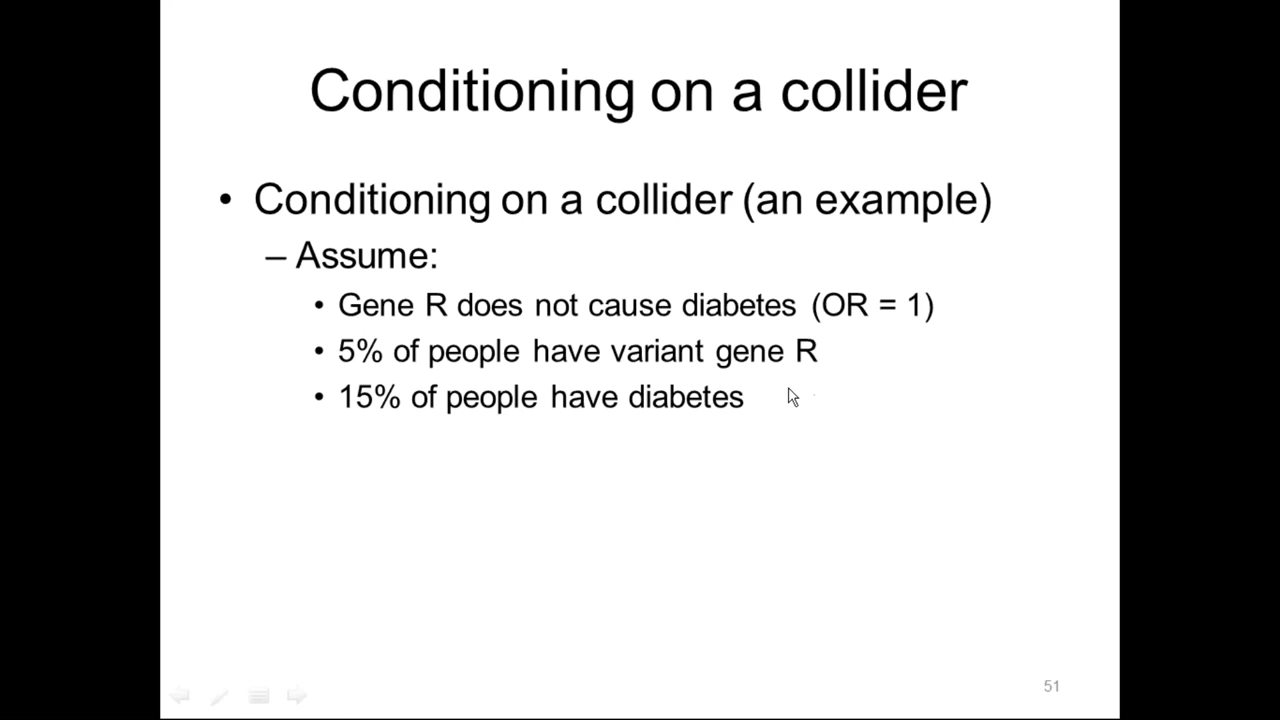 Conditioning on a collider
• Conditioning on a collider (an example)
– Assume:
• Gene R does not cause diabetes (OR = 1)
• 5% of people have variant gene R
• 15% of people have diabetes
51